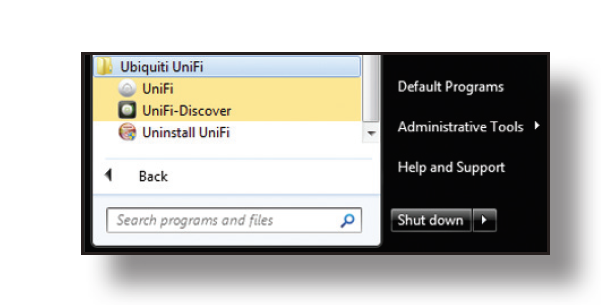 Ubiquiti UniFi
UniFi
UniFi-Discover
Uninstall UniFi
Back
Search programs and files
Default Programs
Administrative Tools
Help and Support
Shut down